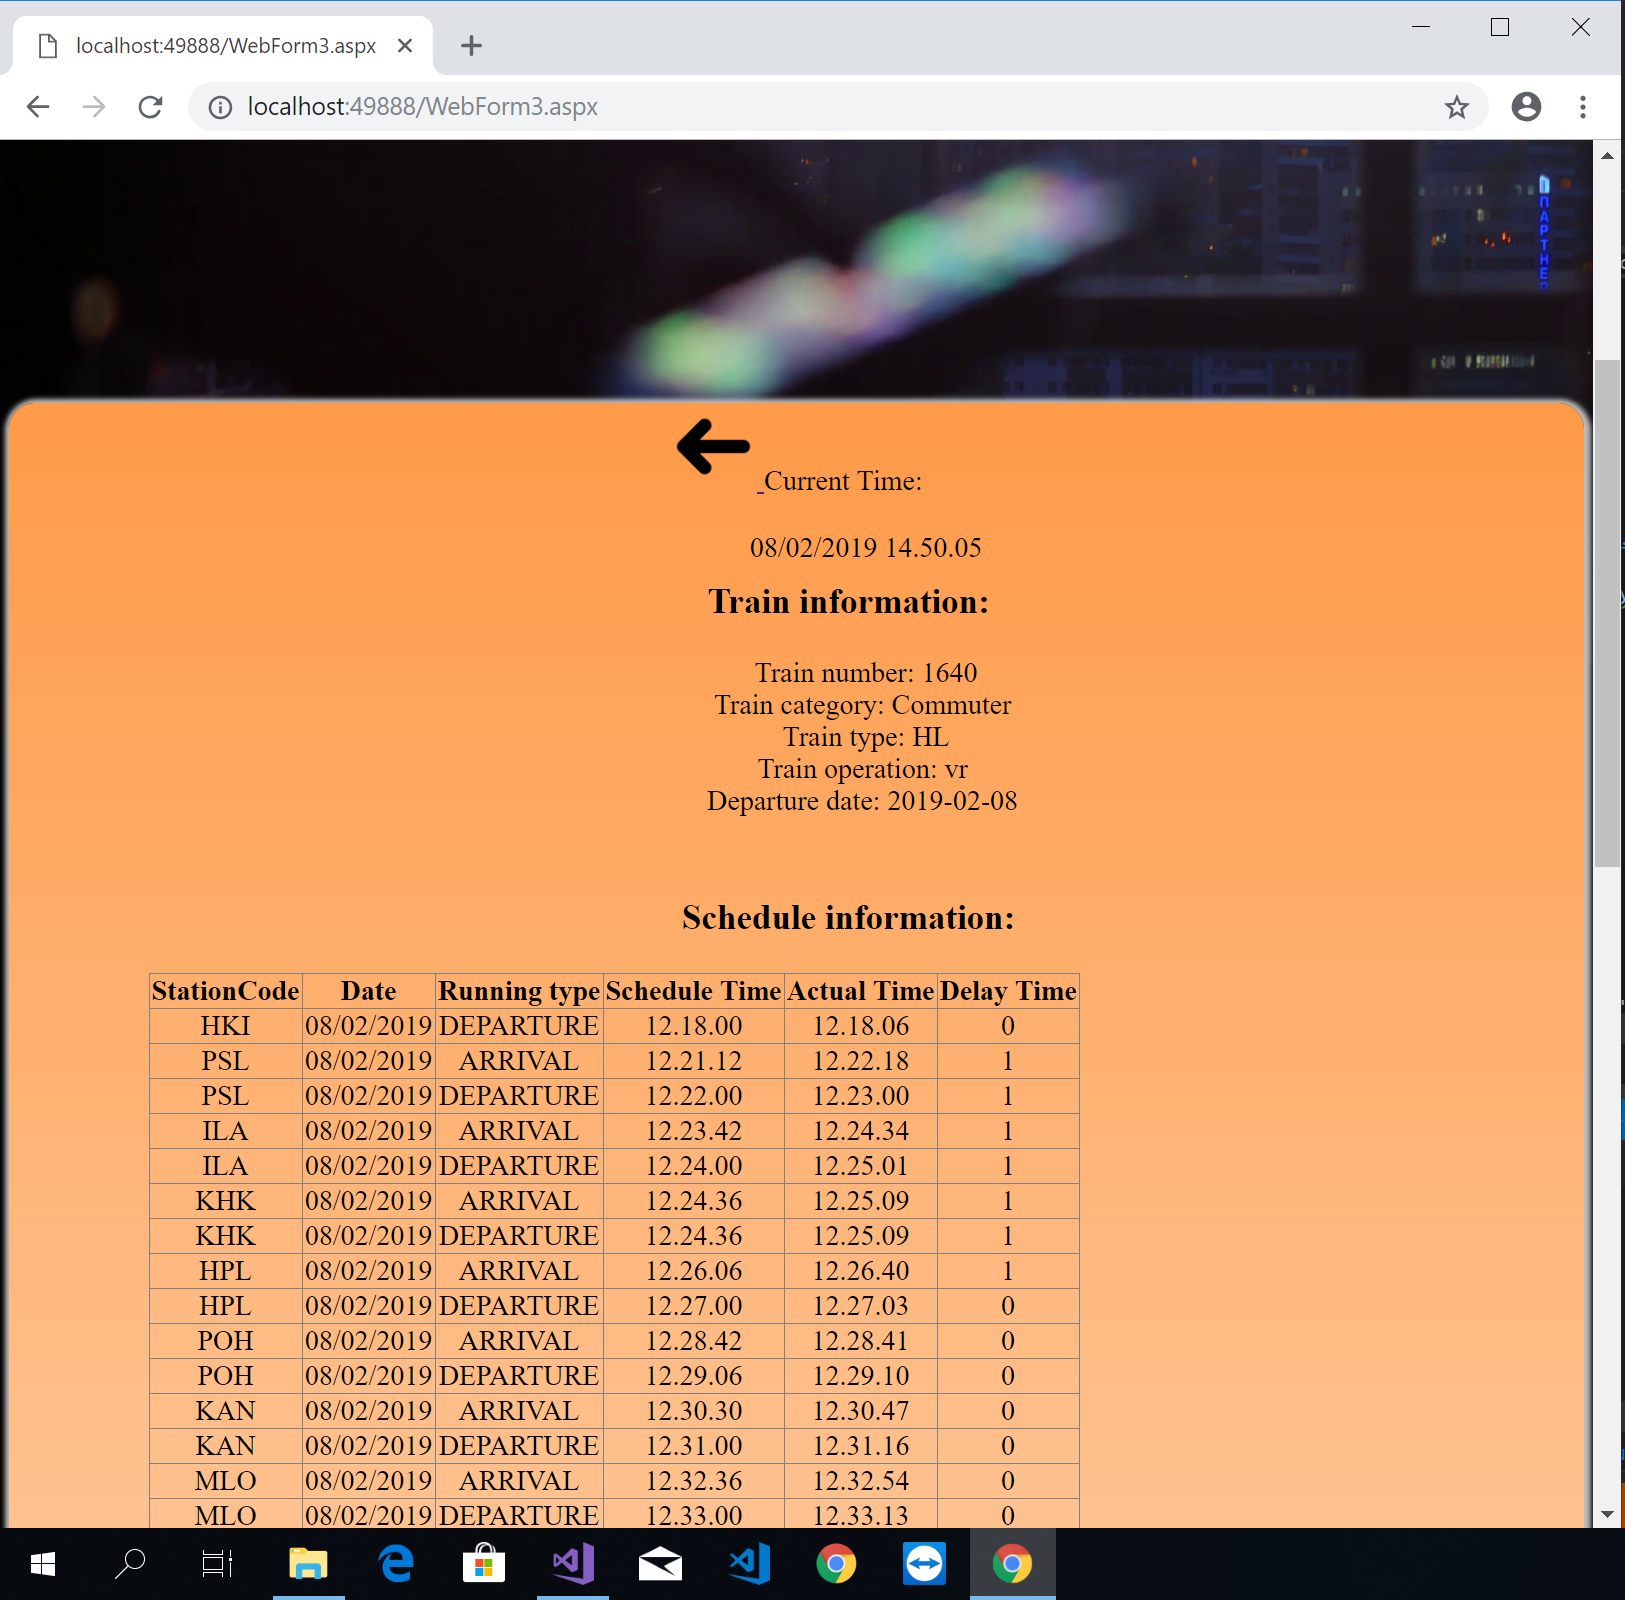 localhost:49888/WebForm3.aspx
localhost:49888/WebForm3.aspx
ПАРТНЕР
Current Time:
08/02/2019 14.50.05
Train information:
Train number: 1640
Train category: Commuter
Train type: HL
Train operation: vr
Departure date: 2019-02-08
Schedule information:
StationCode Date Running type Schedule Time Actual Time Delay Time
HKI 08/02/2019 DEPARTURE 12.18.00 12.18.06 0
PSL 08/02/2019 ARRIVAL 12.21.12 12.22.18 1
PSL 08/02/2019 DEPARTURE 12.22.00 12.23.00 1
ILA 08/02/2019 ARRIVAL 12.23.42 12.24.34 1
ILA 08/02/2019 DEPARTURE 12.24.00 12.25.01 1
KHK 08/02/2019 ARRIVAL 12.24.36 12.25.09 1
KHK 08/02/2019 DEPARTURE 12.24.36 12.25.09 1
HPL 08/02/2019 ARRIVAL 12.26.06 12.26.40 1
HPL 08/02/2019 DEPARTURE 12.27.00 12.27.03 0
POH 08/02/2019 ARRIVAL 12.28.42 12.28.41 0
POH 08/02/2019 DEPARTURE 12.29.06 12.29.10 0
KAN 08/02/2019 ARRIVAL 12.30.30 12.30.47 0
KAN 08/02/2019 DEPARTURE 12.31.00 12.31.16 0
MLO 08/02/2019 ARRIVAL 12.32.36 12.32.54 0
MLO 08/02/2019 DEPARTURE 12.33.00 12.33.13 0